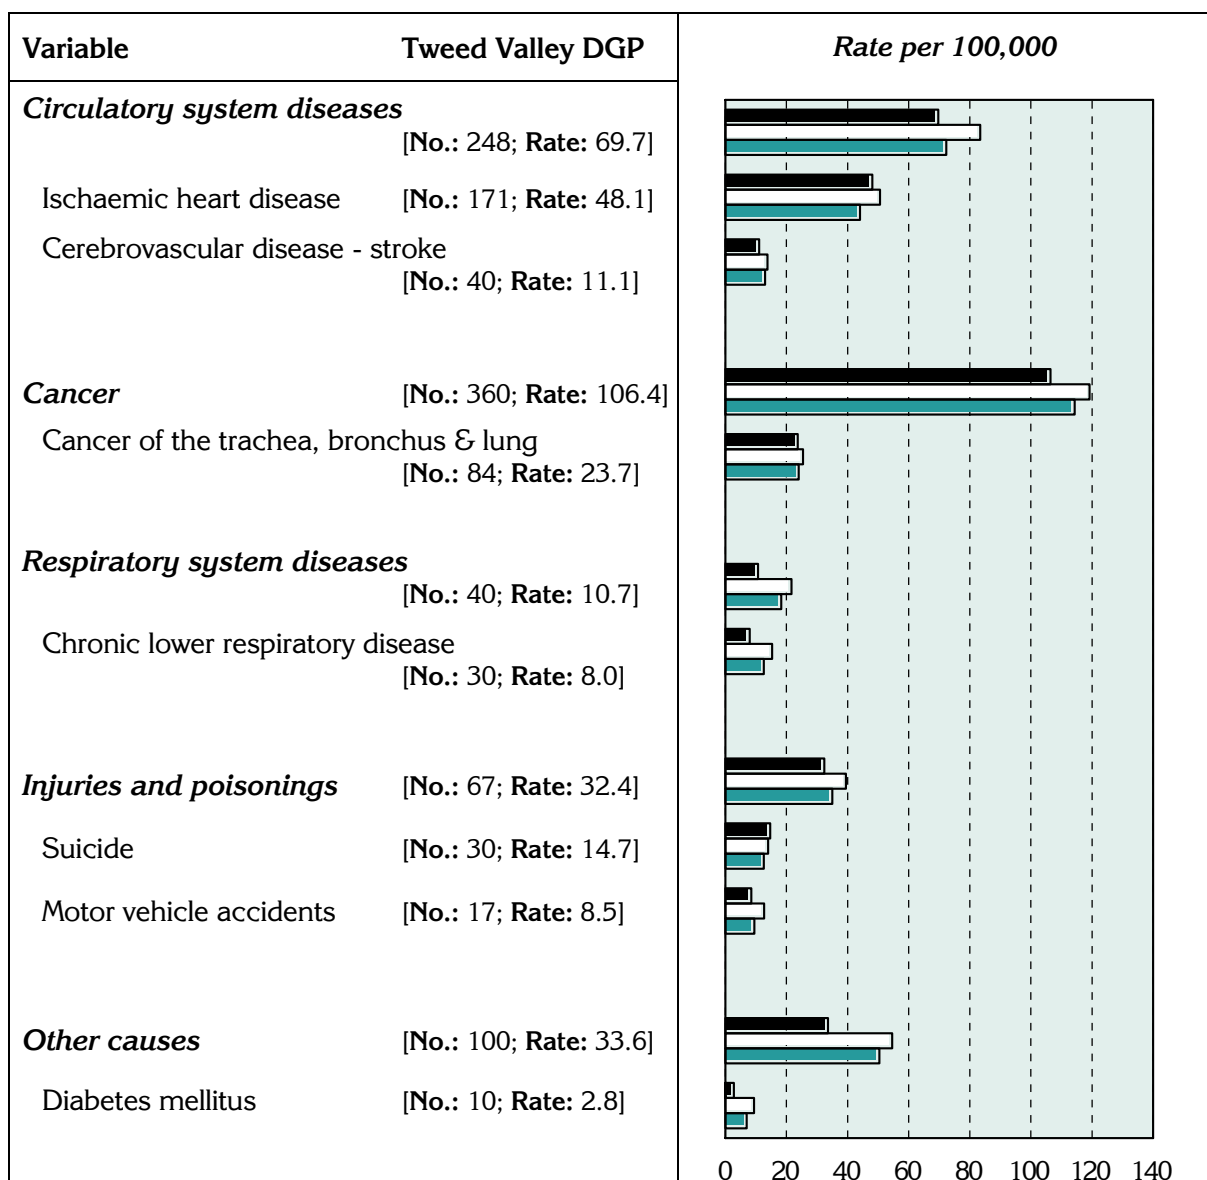 Variable Tweed Valley DGP Rate per 100,000
Circulatory system diseases
[No.: 248; Rate: 69.7]
Ischaemic heart disease [No.: 171; Rate: 48.1]
Cerebrovascular disease - stroke
[No.: 40; Rate: 11.1]
Cancer [No.: 360; Rate: 106.4]
Cancer of the trachea, bronchus & lung
[No.: 84; Rate: 23.7]
Respiratory system diseases
[No.: 40; Rate: 10.7]
Chronic lower respiratory disease
[No.: 30; Rate: 8.0]
Injuries and poisonings [No.: 67; Rate: 32.4]
Suicide [No.: 30; Rate: 14.7]
Motor vehicle accidents [No.: 17; Rate: 8.5]
Other causes [No.: 100; Rate: 33.6]
Diabetes mellitus [No.: 10; Rate: 2.8]
0 20 40 60 80 100 120 140